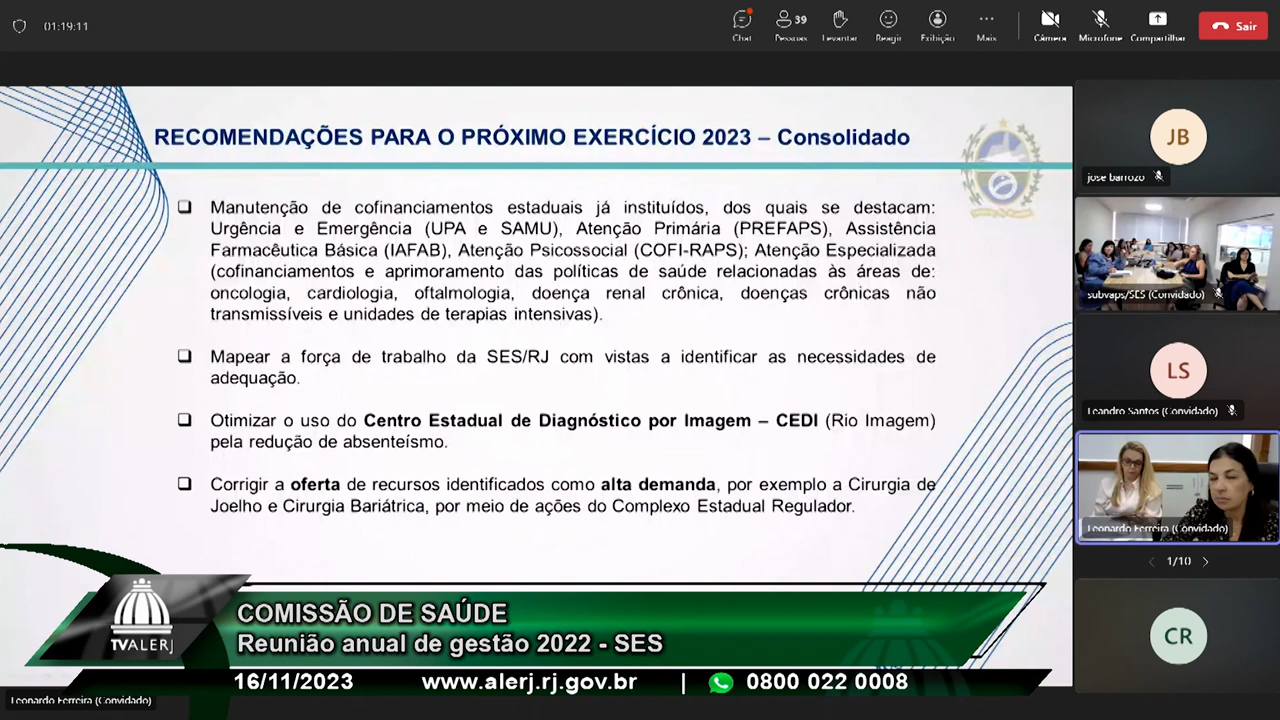 01:19:11
Chat
39
Pessoas
Levantar
Reagir
Exibição
Mais
Câmera
Microfone
Compartilhar
Sair
RECOMENDAÇÕES PARA O PRÓXIMO EXERCÍCIO 2023 – Consolidado
Manutenção de cofinanciamentos estaduais já instituídos, dos quais se destacam:
Urgência e Emergência (UPA e SAMU), Atenção Primária (PREFAPS), Assistência
Farmacêutica Básica (IAFAB), Atenção Psicossocial (COFI-RAPS); Atenção Especializada
(cofinanciamentos e aprimoramento das políticas de saúde relacionadas às áreas de:
oncologia, cardiologia, oftalmologia, doença renal crônica, doenças crônicas não
transmissíveis e unidades de terapias intensivas).
Mapear a força de trabalho da SES/RJ com vistas a identificar as necessidades de
adequação.
Otimizar o uso do Centro Estadual de Diagnóstico por Imagem – CEDI (Rio Imagem)
pela redução de absenteísmo.
Corrigir a oferta de recursos identificados como alta demanda, por exemplo a Cirurgia de
Joelho e Cirurgia Bariátrica, por meio de ações do Complexo Estadual Regulador.
JB
jose barrozo
subvaps/SES (Convidado)
LS
Leandro Santos (Convidado)
Leonardo Ferreira (Convidado)
1/10
CR
TVALERJ
COMISSÃO DE SAÚDE
Reunião anual de gestão 2022 - SES
16/11/2023 www.alerj.rj.gov.br | 0800 022 0008
Leonardo Ferreira (Convidado)